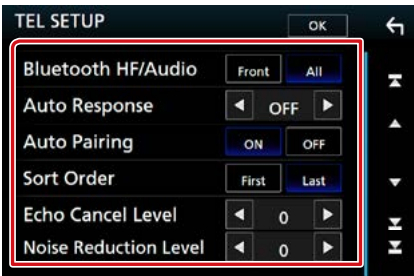 TEL SETUP OK
Bluetooth HF/Audio Front All
Auto Response OFF
Auto Pairing ON OFF
Sort Order First Last
Echo Cancel Level 0
Noise Reduction Level 0